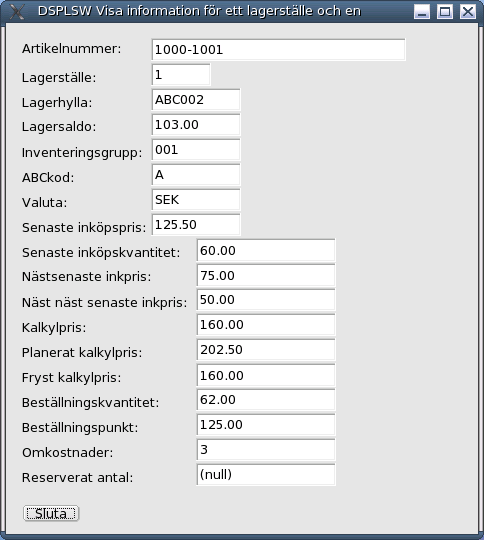 DSPLSW Visa information för ett lagerställe och en
Artikelnummer: 1000-1001
Lagerställe: 1
Lagerhylla: ABC002
Lagersaldo: 103.00
Inventeringsgrupp: 001
ABCkod: A
Valuta: SEK
Senaste inköpspris: 125.50
Senaste inköpskvantitet: 60.00
Nästsenaste inkpris: 75.00
Näst näst senaste inkpris: 50.00
Kalkylpris: 160.00
Planerat kalkylpris: 202.50
Fryst kalkylpris: 160.00
Beställningskvantitet: 62.00
Beställningspunkt: 125.00
Omkostnader: 3
Reserverat antal: (null)
Sluta